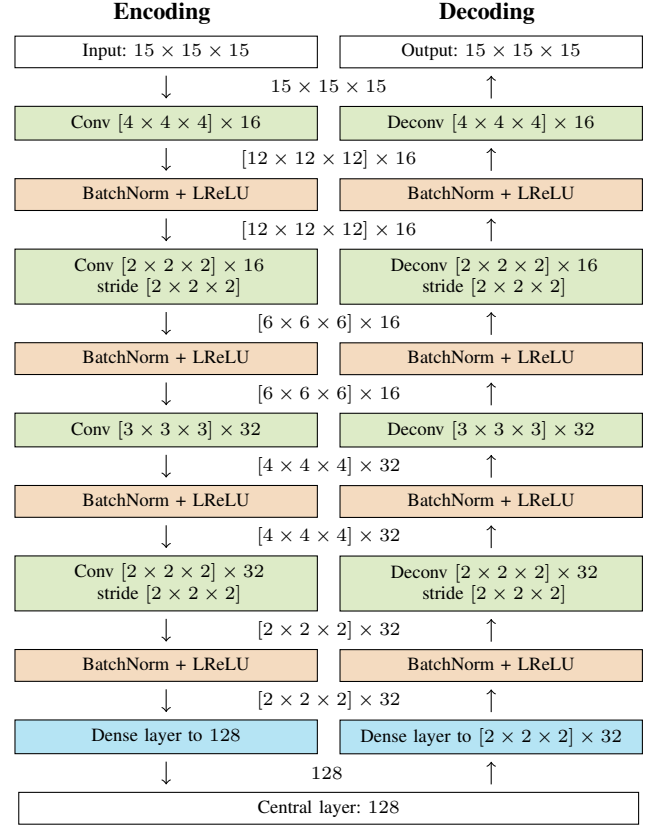 Encoding Decoding
Input: 15 × 15 × 15 Output: 15 × 15 × 15
↓ 15 × 15 × 15 ↑
Conv [4 × 4 × 4] × 16 Deconv [4 × 4 × 4] × 16
↓ [12 × 12 × 12] × 16 ↑
BatchNorm + LReLU BatchNorm + LReLU
↓ [12 × 12 × 12] × 16 ↑
Conv [2 × 2 × 2] × 16 Deconv [2 × 2 × 2] × 16
stride [2 × 2 × 2] stride [2 × 2 × 2]
↓ [6 × 6 × 6] × 16 ↑
BatchNorm + LReLU BatchNorm + LReLU
↓ [6 × 6 × 6] × 16 ↑
Conv [3 × 3 × 3] × 32 Deconv [3 × 3 × 3] × 32
↓ [4 × 4 × 4] × 32 ↑
BatchNorm + LReLU BatchNorm + LReLU
↓ [4 × 4 × 4] × 32 ↑
Conv [2 × 2 × 2] × 32 Deconv [2 × 2 × 2] × 32
stride [2 × 2 × 2] stride [2 × 2 × 2]
↓ [2 × 2 × 2] × 32 ↑
BatchNorm + LReLU BatchNorm + LReLU
↓ [2 × 2 × 2] × 32 ↑
Dense layer to 128 Dense layer to [2 × 2 × 2] × 32
↓ 128 ↑
Central layer: 128